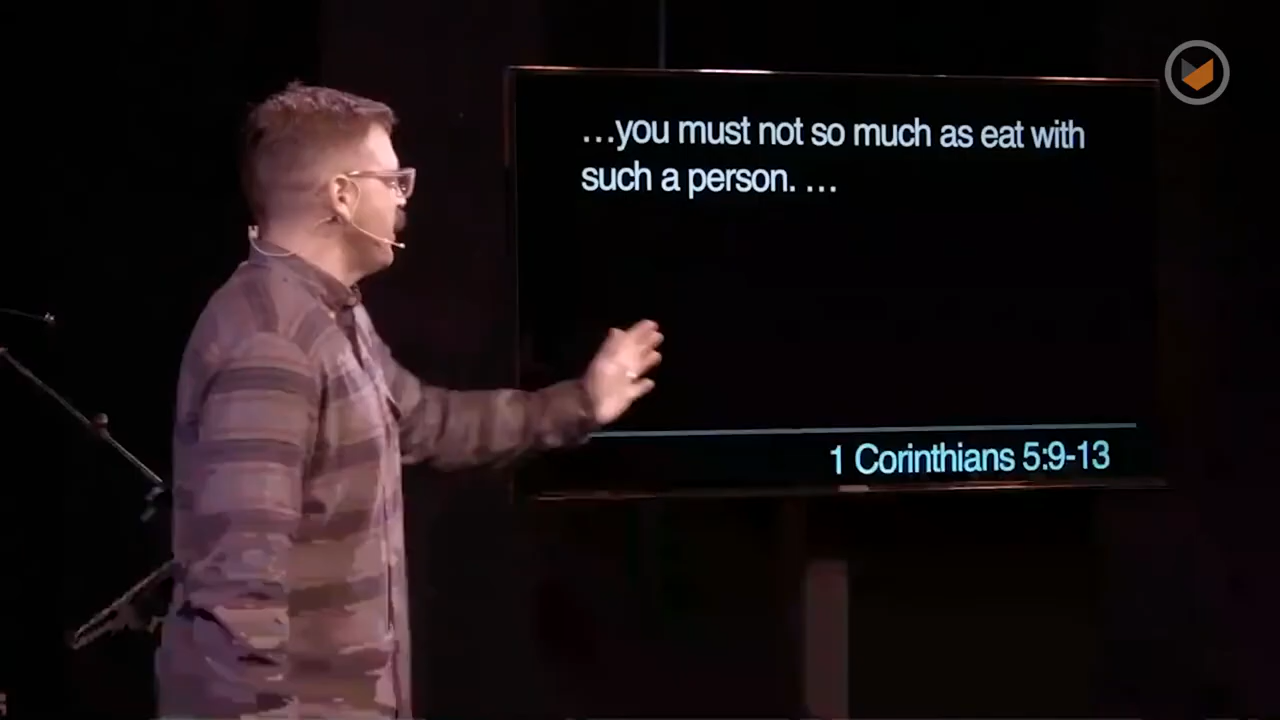 …you must not so much as eat with
such a person. …
1 Corinthians 5:9-13